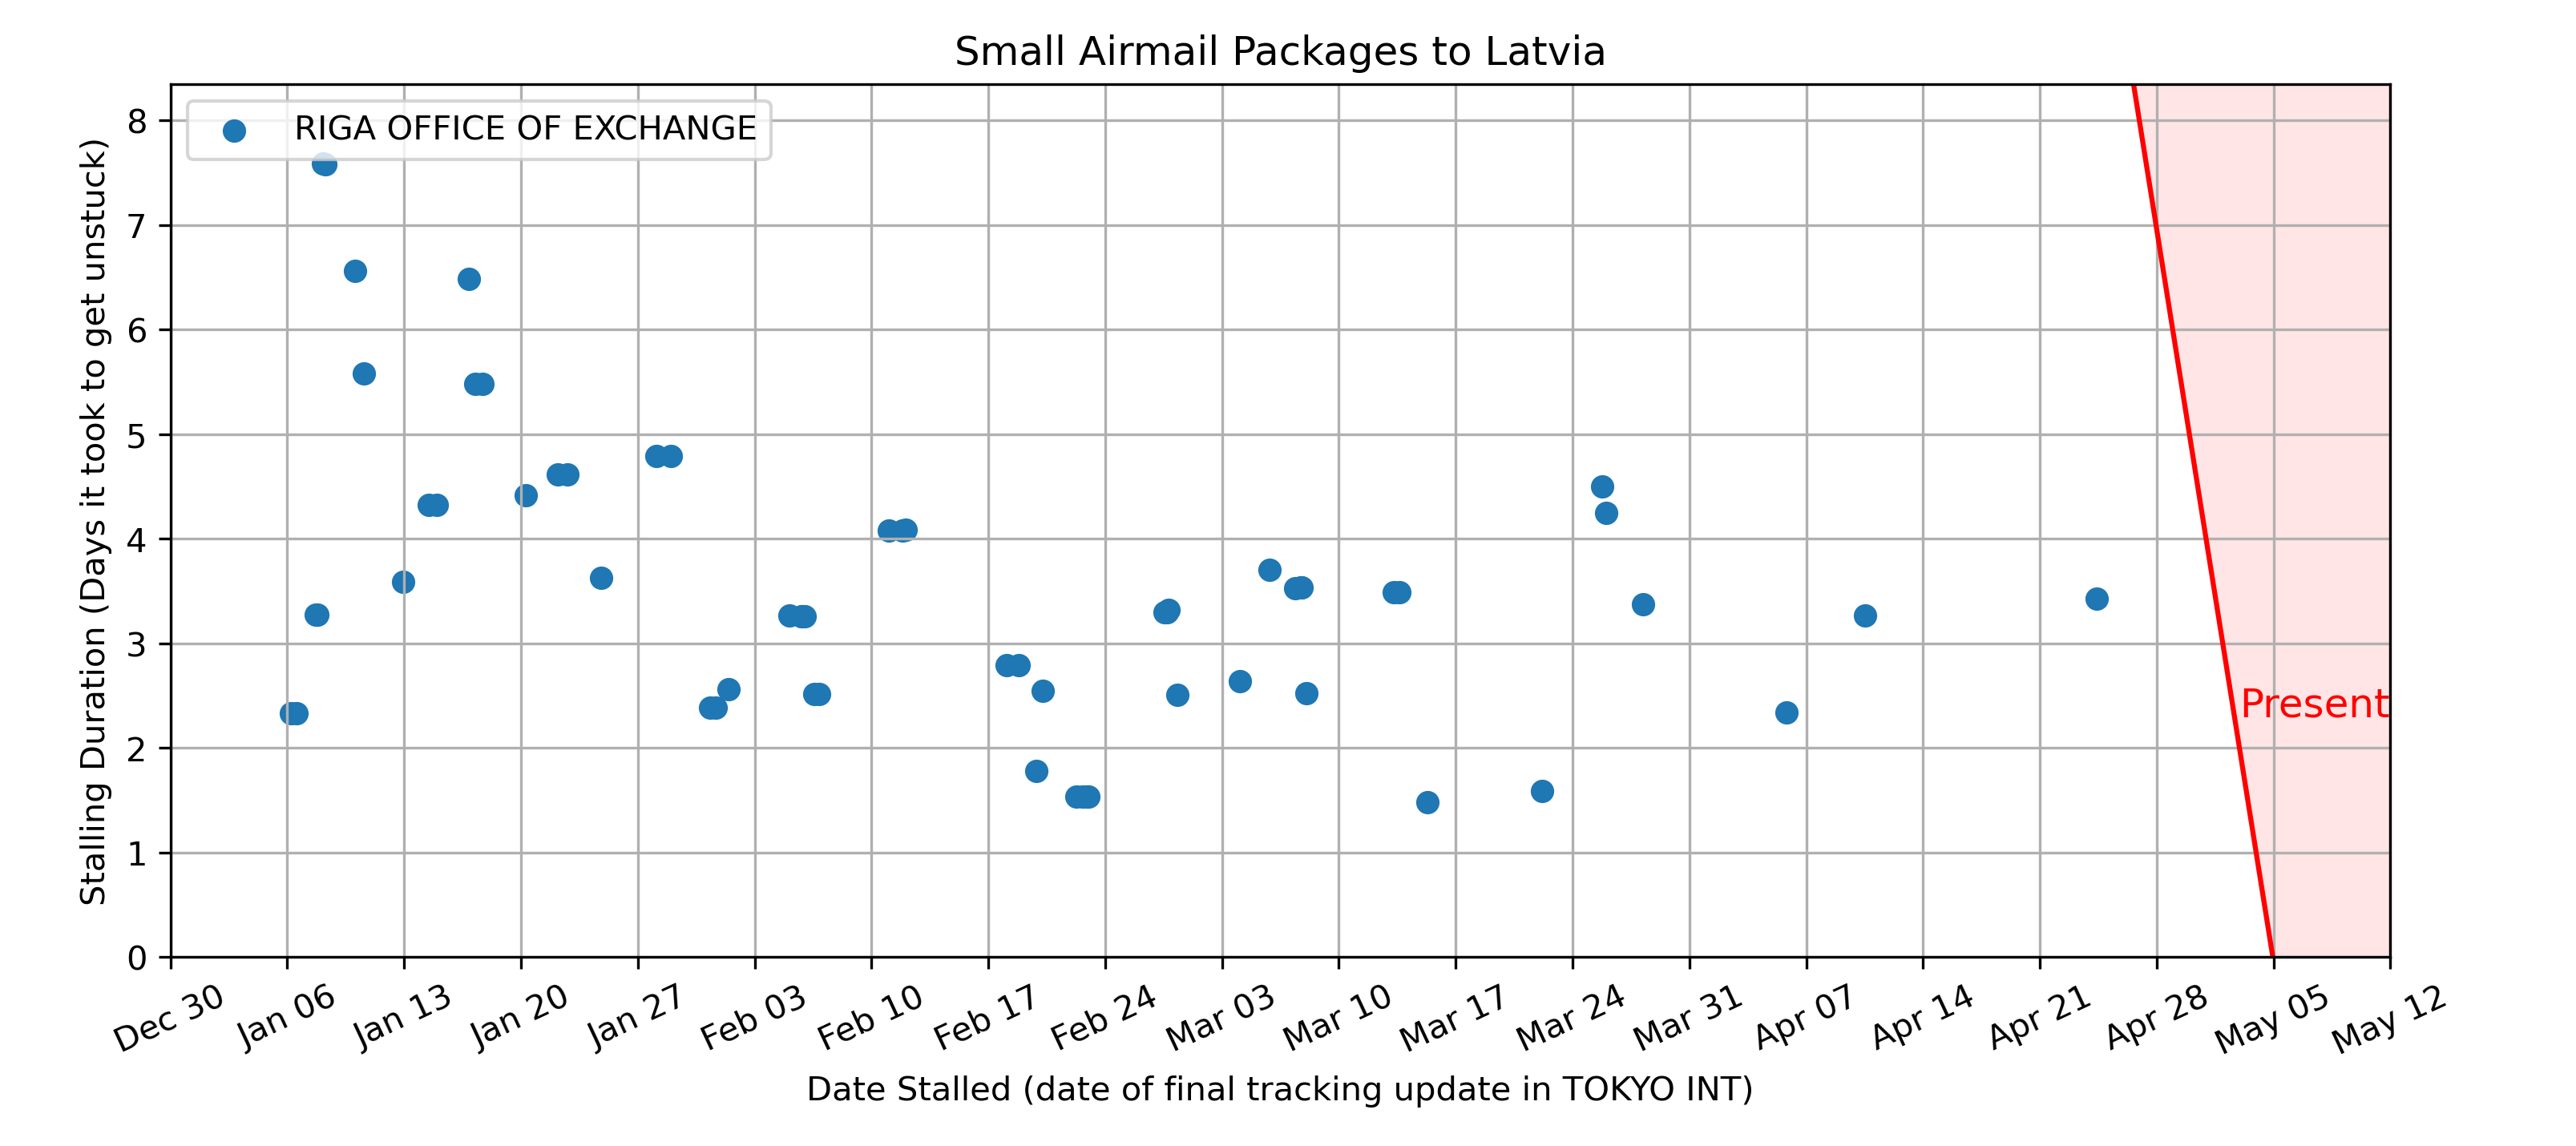 Small Airmail Packages to Latvia
RIGA OFFICE OF EXCHANGE
Stalling Duration (Days it took to get unstuck)
8
7
6
5
4
3
2
1
0
Present
Dec 30
Jan 06
Jan 13
Jan 20
Jan 27
Feb 03
Feb 10
Feb 17
Feb 24
Mar 03
Mar 10
Mar 17
Mar 24
Mar 31
Apr 07
Apr 14
Apr 21
Apr 28
May 05
May 12
Date Stalled (date of final tracking update in TOKYO INT)